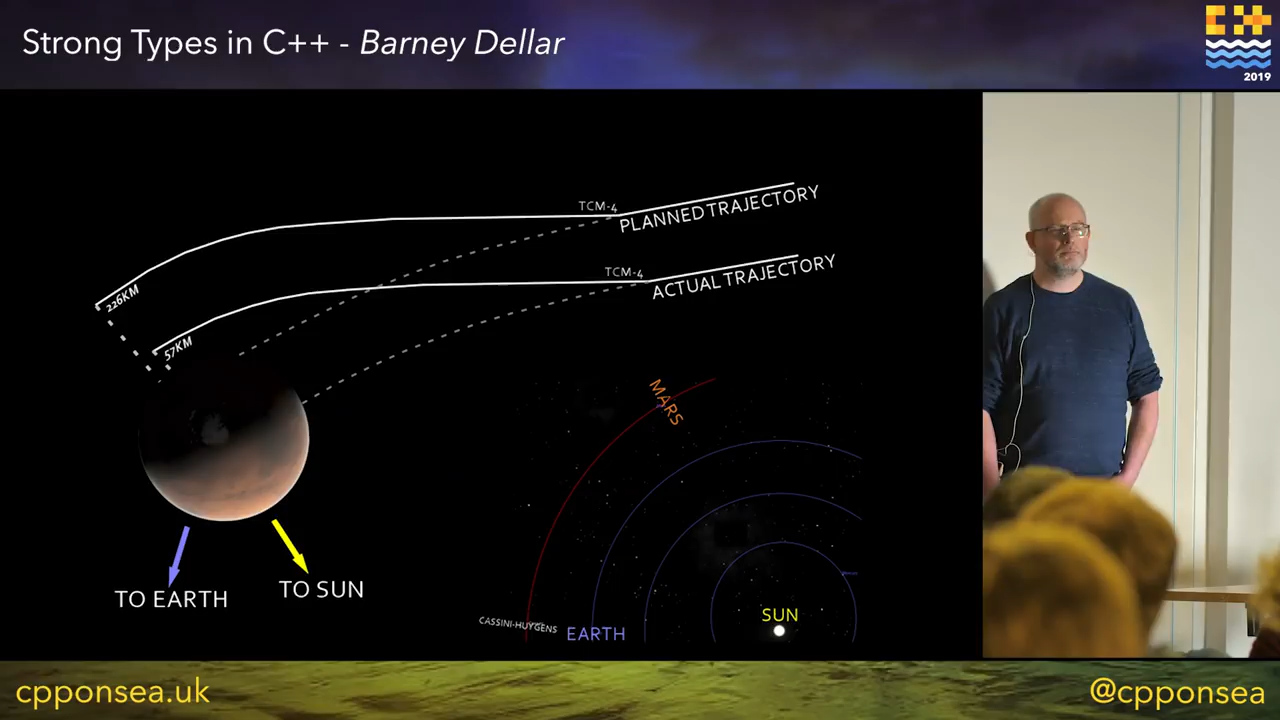 Strong Types in C++ - Barney Dellar
2019
TCM-4
PLANNED TRAJECTORY
TCM-4
ACTUAL TRAJECTORY
226KM
57KM
MARS
TO EARTH
TO SUN
SUN
CASSINI-HUYGENS
EARTH
cpponsea.uk
@cpponsea